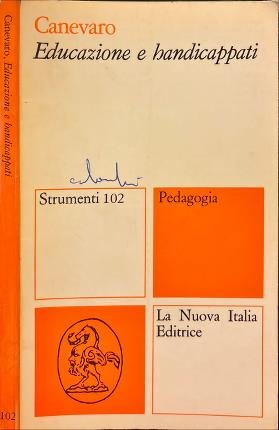 Canevaro, Educazione e handicappati
102
Canevaro
Educazione e handicappati
Strumenti 102
Pedagogia
La Nuova Italia
Editrice